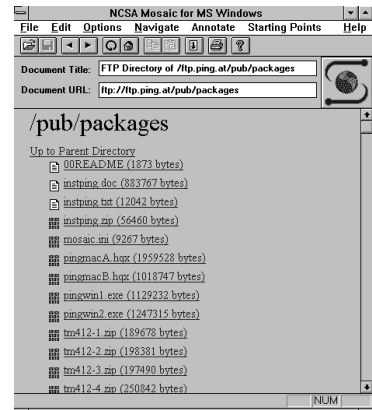 NCSA Mosaic for MS Windows
File Edit Options Navigate Annotate Starting Points Help
Document Title: FTP Directory of /ftp.ping.at/pub/packages
Document URL: ftp://ftp.ping.at/pub/packages
/pub/packages
Up to Parent Directory
00README (1873 bytes)
instping.doc (883767 bytes)
instping.txt (12042 bytes)
instping.zip (56460 bytes)
mosaic.ini (9267 bytes)
pingmacA.hqx (1959528 bytes)
pingmacB.hqx (1018747 bytes)
pingwin1.exe (1129232 bytes)
pingwin2.exe (1247315 bytes)
tm412-1.zip (189678 bytes)
tm412-2.zip (198381 bytes)
tm412-3.zip (197490 bytes)
tm412-4.zip (250842 bytes)
NUM